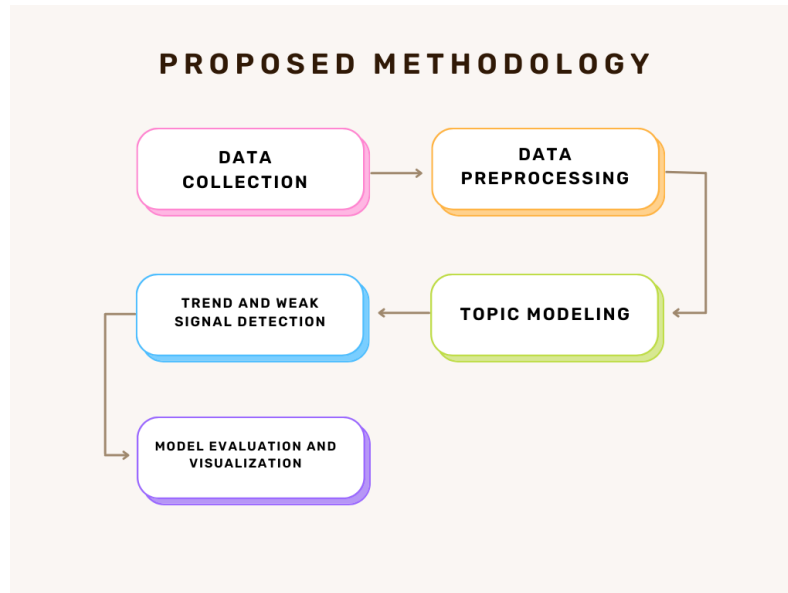 PROPOSED METHODOLOGY
DATA
COLLECTION
DATA
PREPROCESSING
TOPIC MODELING
TREND AND WEAK
SIGNAL DETECTION
MODEL EVALUATION AND
VISUALIZATION